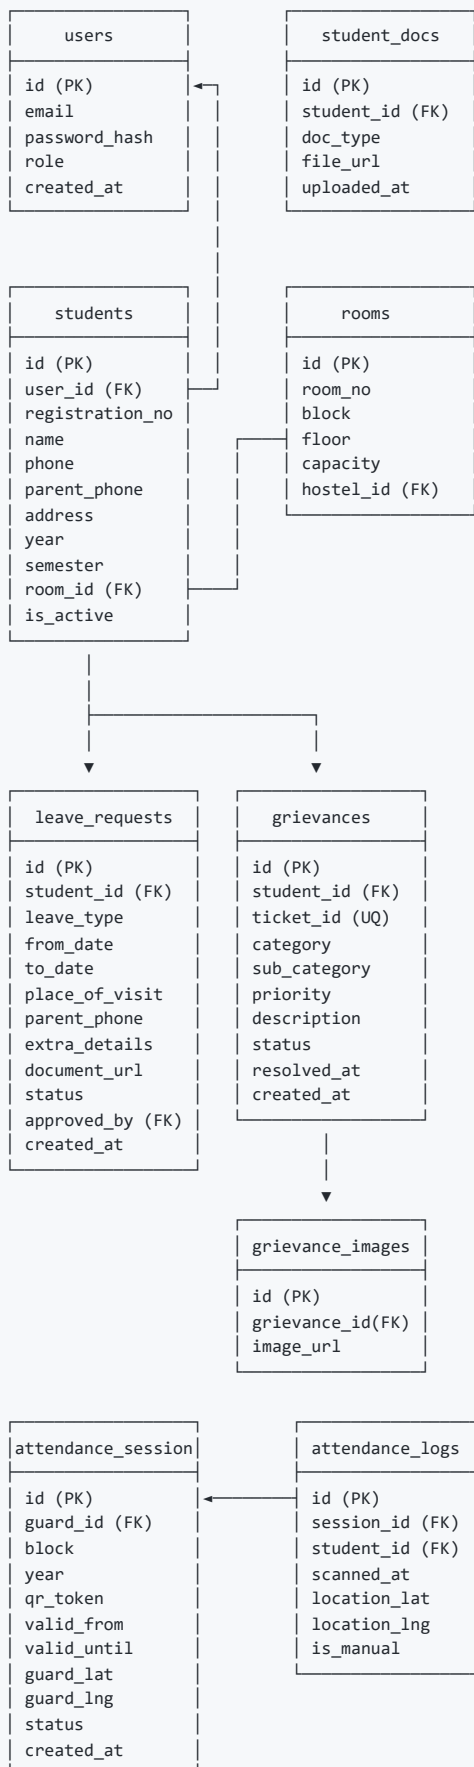 users
id (PK)
email
password_hash
role
created_at
student_docs
id (PK)
student_id (FK)
doc_type
file_url
uploaded_at
students
id (PK)
user_id (FK)
registration_no
name
phone
parent_phone
address
year
semester
room_id (FK)
is_active
rooms
id (PK)
room_no
block
floor
capacity
hostel_id (FK)
leave_requests
id (PK)
student_id (FK)
leave_type
from_date
to_date
place_of_visit
parent_phone
extra_details
document_url
status
approved_by (FK)
created_at
grievances
id (PK)
student_id (FK)
ticket_id (UQ)
category
sub_category
priority
description
status
resolved_at
created_at
grievance_images
id (PK)
grievance_id(FK)
image_url
attendance_session
id (PK)
guard_id (FK)
block
year
qr_token
valid_from
valid_until
guard_lat
guard_lng
status
created_at
attendance_logs
id (PK)
session_id (FK)
student_id (FK)
scanned_at
location_lat
location_lng
is_manual